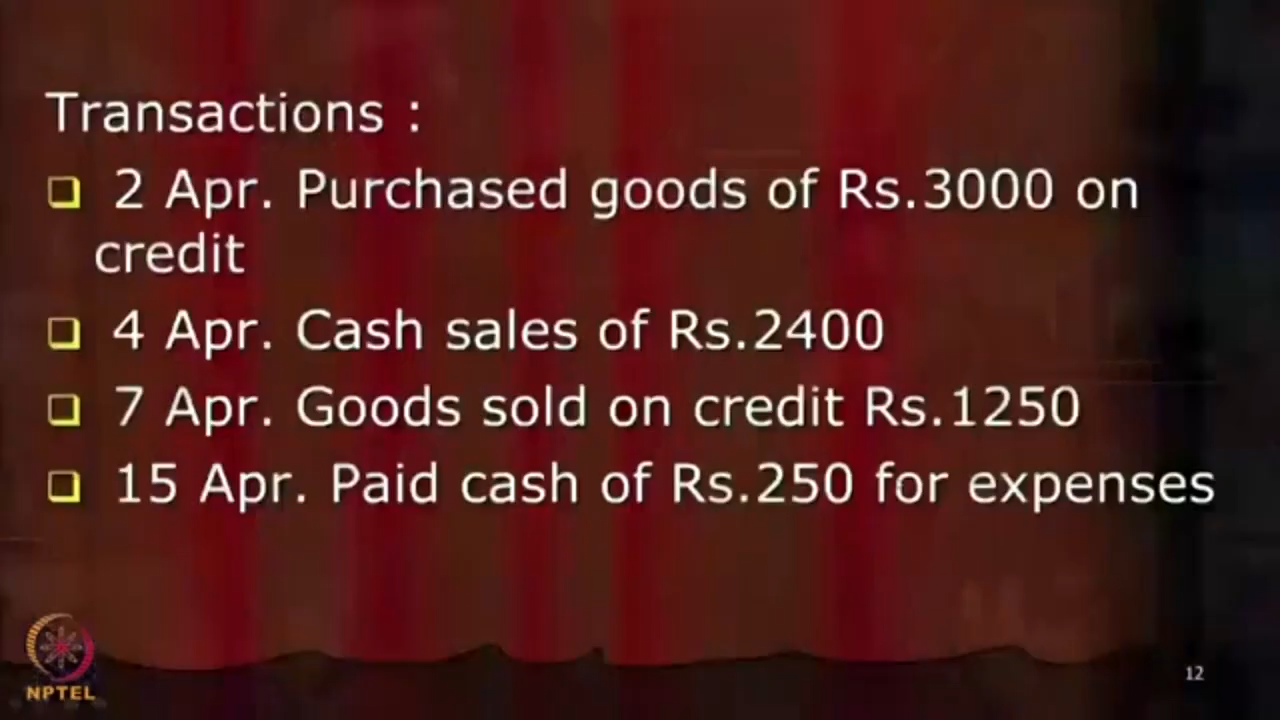 Transactions :
2 Apr. Purchased goods of Rs.3000 on
credit
4 Apr. Cash sales of Rs.2400
7 Apr. Goods sold on credit Rs.1250
15 Apr. Paid cash of Rs.250 for expenses
NPTEL
12